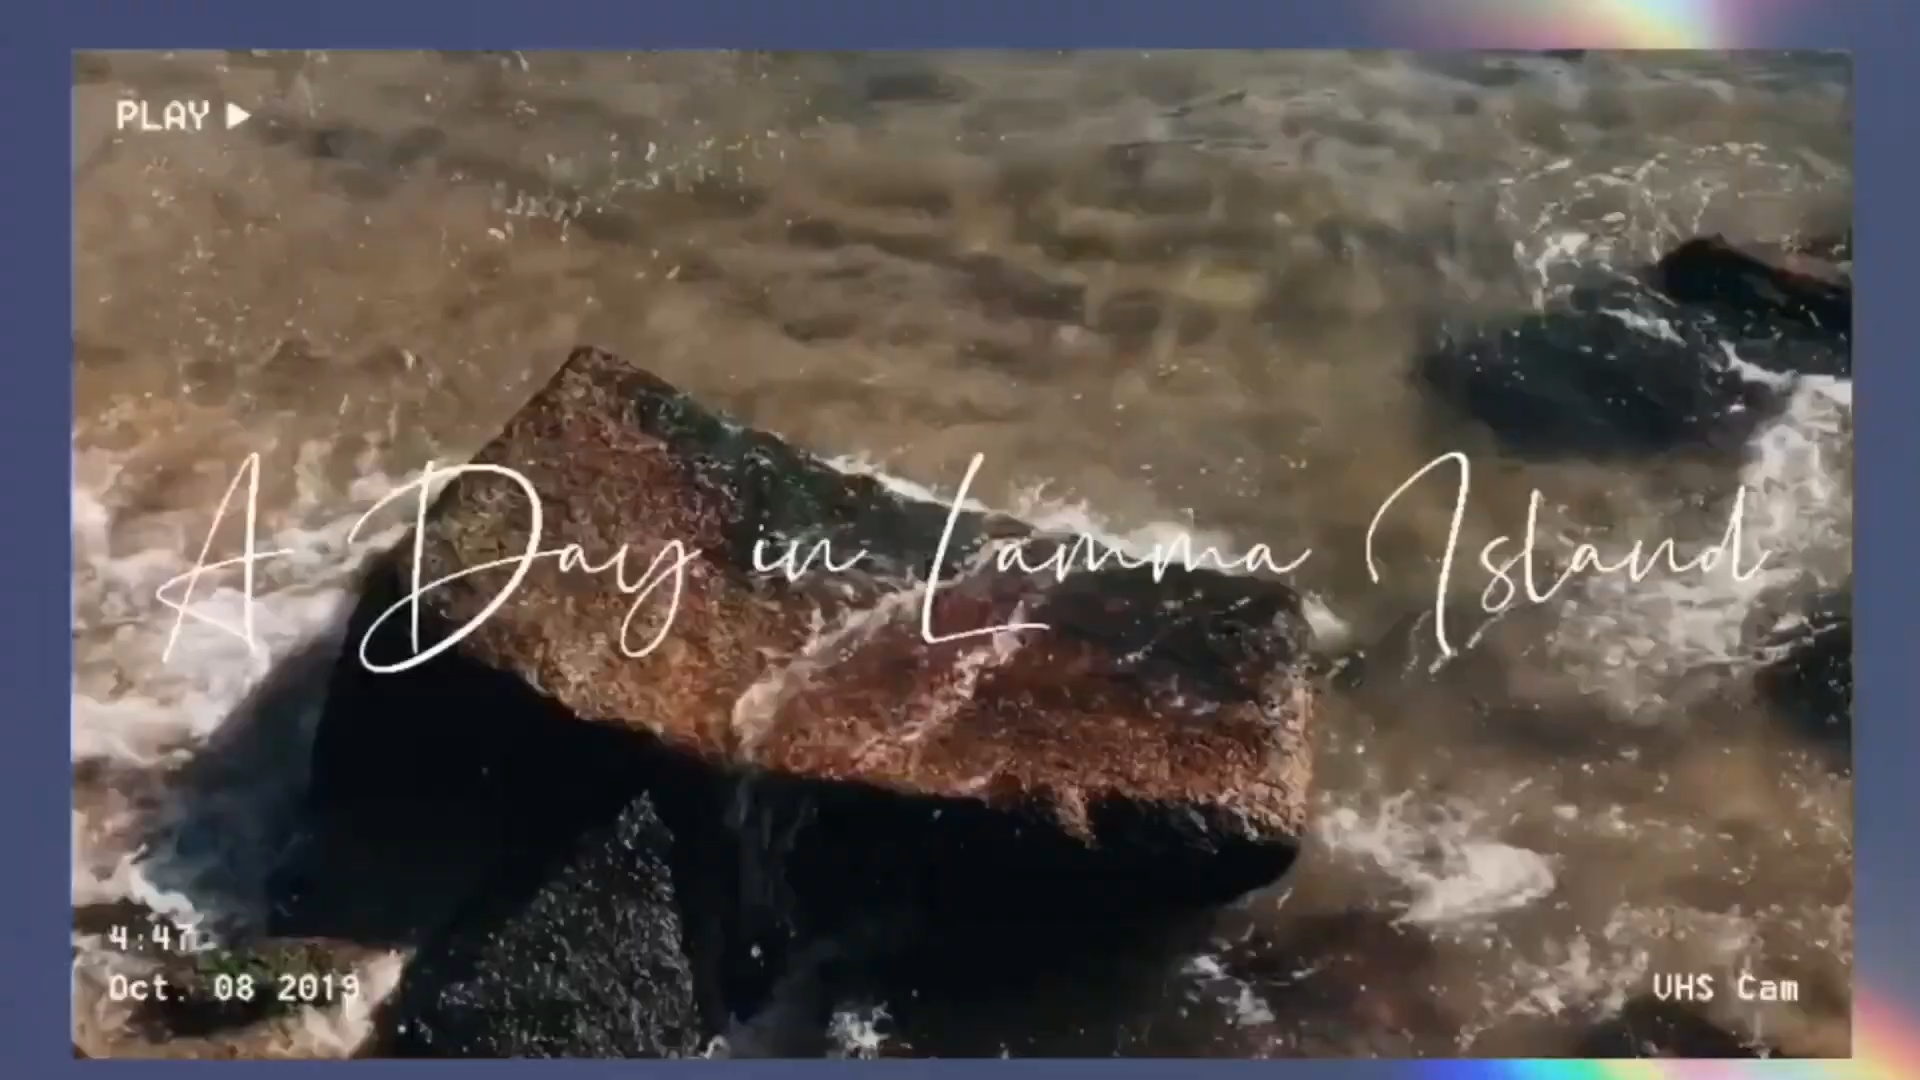 PLAY ▶
A Day in Lamma Island
4:47
Oct. 08 2019
VHS Cam